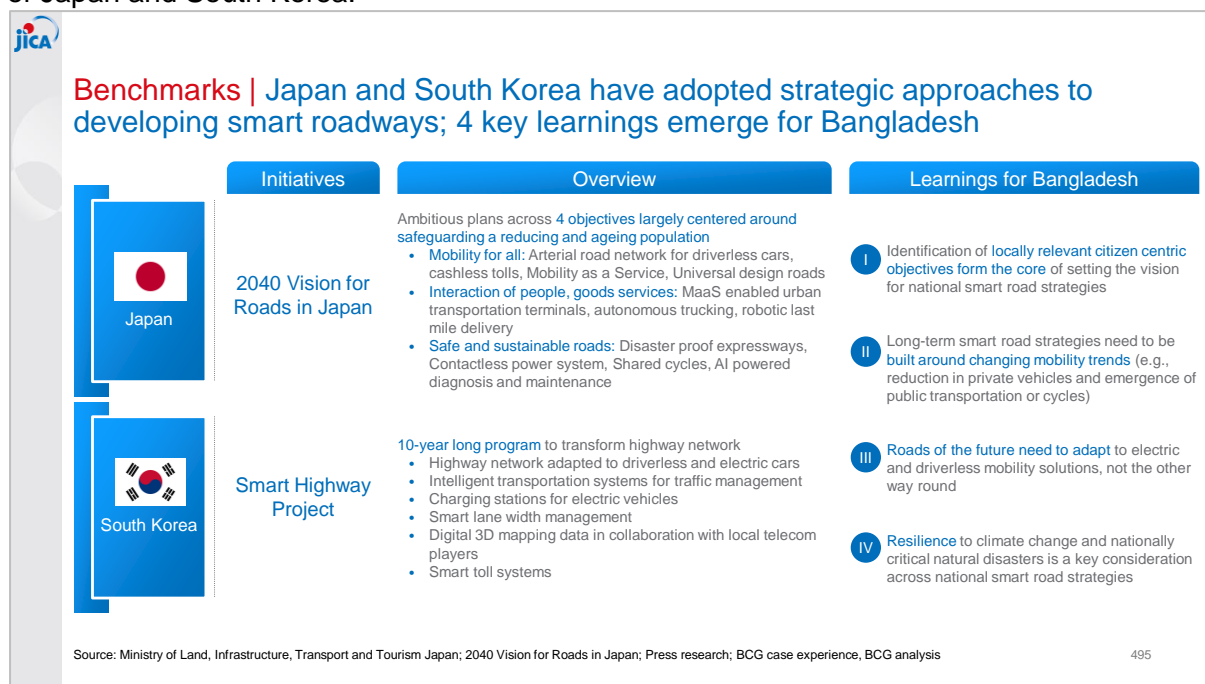 of Japan and South Korea.
jica
Benchmarks | Japan and South Korea have adopted strategic approaches to
developing smart roadways; 4 key learnings emerge for Bangladesh
Initiatives
Overview
Learnings for Bangladesh
Japan
2040 Vision for
Roads in Japan
Ambitious plans across 4 objectives largely centered around
safeguarding a reducing and ageing population
• Mobility for all: Arterial road network for driverless cars,
cashless tolls, Mobility as a Service, Universal design roads
• Interaction of people, goods services: MaaS enabled urban
transportation terminals, autonomous trucking, robotic last
mile delivery
• Safe and sustainable roads: Disaster proof expressways,
Contactless power system, Shared cycles, AI powered
diagnosis and maintenance
South Korea
Smart Highway
Project
10-year long program to transform highway network
• Highway network adapted to driverless and electric cars
• Intelligent transportation systems for traffic management
• Charging stations for electric vehicles
• Smart lane width management
• Digital 3D mapping data in collaboration with local telecom
players
• Smart toll systems
I
Identification of locally relevant citizen centric
objectives form the core of setting the vision
for national smart road strategies
II
Long-term smart road strategies need to be
built around changing mobility trends (e.g.,
reduction in private vehicles and emergence of
public transportation or cycles)
III
Roads of the future need to adapt to electric
and driverless mobility solutions, not the other
way round
IV
Resilience to climate change and nationally
critical natural disasters is a key consideration
across national smart road strategies
Source: Ministry of Land, Infrastructure, Transport and Tourism Japan; 2040 Vision for Roads in Japan; Press research; BCG case experience, BCG analysis
495